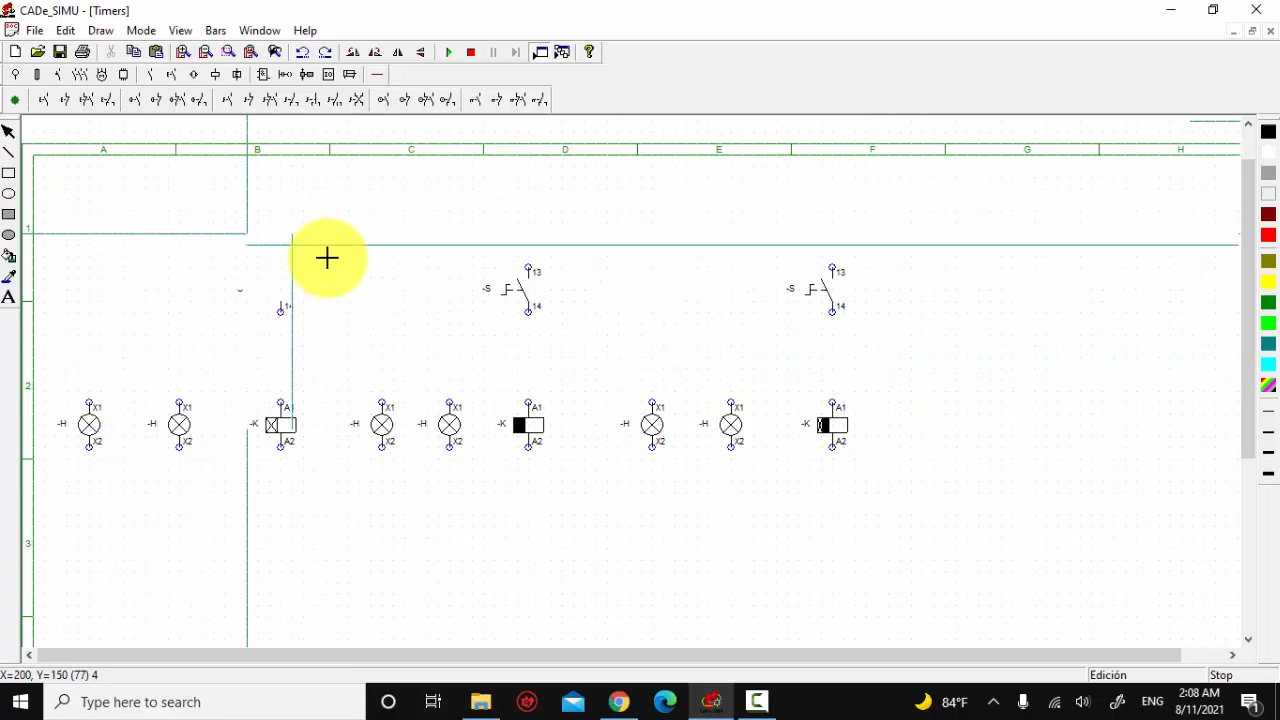 CADe_SIMU - [Timers]
File Edit Draw Mode View Bars Window Help
A B C D E F G H
1
13 13
-S -S
14 14 14
2
X1 X1 A X1 X1 A1 X1 X1 A1
-H -H -K -H -H -K -H -H -K
X2 X2 A2 X2 X2 A2 X2 X2 A2
3
A
X=200, Y=150 (77) 4 Edición Stop
Type here to search
84°F ENG
2:08 AM
8/11/2021
1